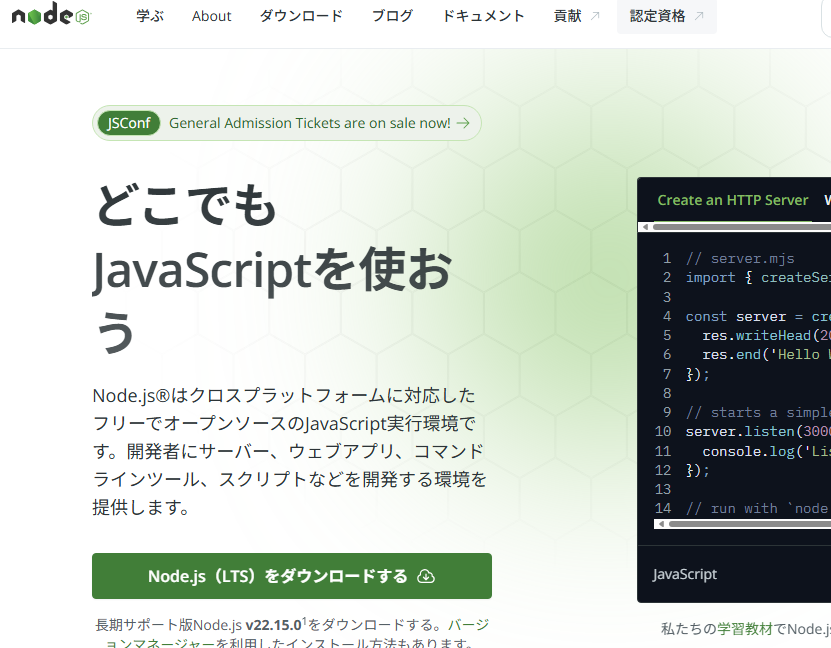 node JS
学ぶ About ダウンロード ブログ ドキュメント 貢献 認定資格
JSConf General Admission Tickets are on sale now!
どこでも
JavaScriptを使お
う
Node.js®はクロスプラットフォームに対応した
フリーでオープンソースのJavaScript実行環境で
す。開発者にサーバー、ウェブアプリ、コマンド
ラインツール、スクリプトなどを開発する環境を
提供します。
Node.js（LTS）をダウンロードする
長期サポート版Node.js v22.15.0¹をダウンロードする。バージ
ョンマネージャーを利用したインストール方法もあります。
Create an HTTP Server
1 // server.mjs
2 import { createSe
3
4 const server = cr
5 res.writeHead(20
6 res.end('Hello
7 });
8
9 // starts a simple
10 server.listen(3000
11 console.log('Lis
12 });
13
14 // run with `node
JavaScript
私たちの学習教材でNode.js